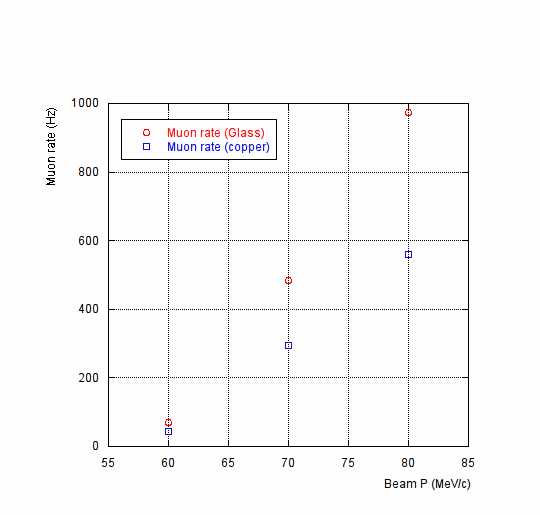 Muon rate (Hz)
1000
800
600
400
200
0
Muon rate (Glass)
Muon rate (copper)
55 60 65 70 75 80 85
Beam P (MeV/c)